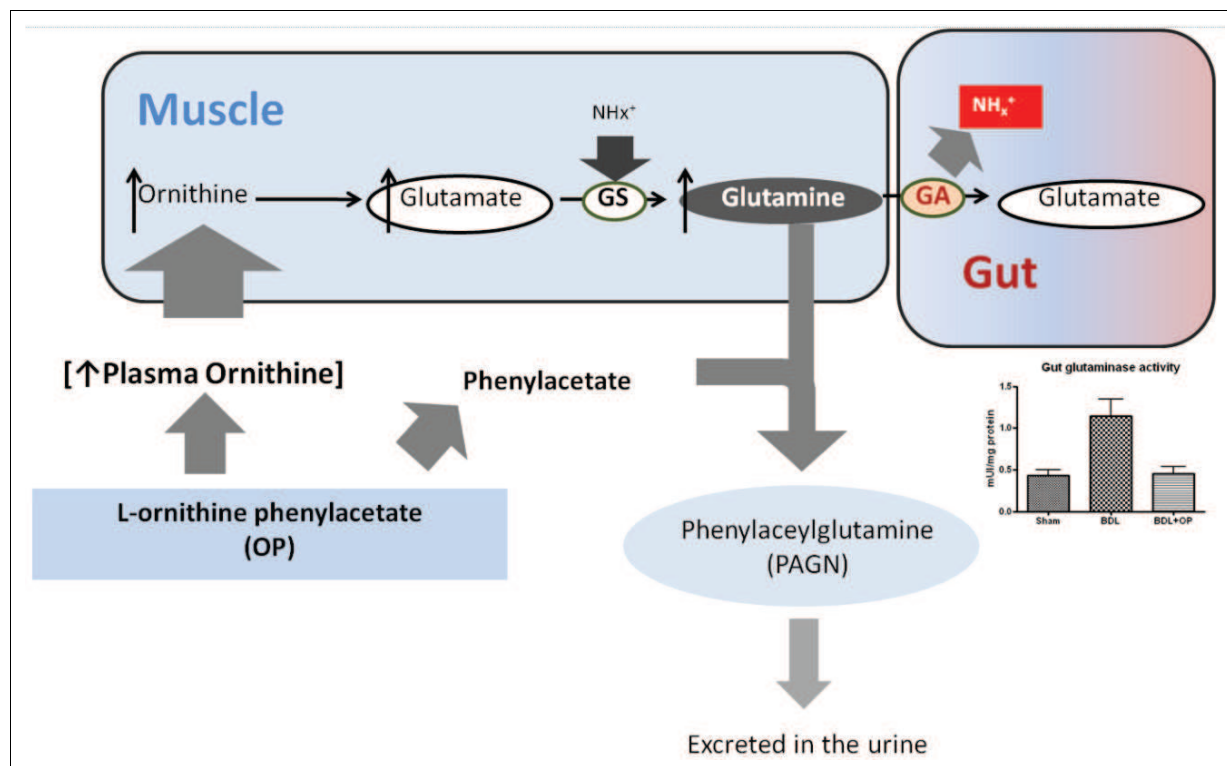 Muscle
NHx⁺
Ornithine
Glutamate
GS
Glutamine
GA
NHₓ⁺
Glutamate
Gut
[↑Plasma Ornithine]
Phenylacetate
L-ornithine phenylacetate
(OP)
Phenylaceylglutamine
(PAGN)
Excreted in the urine
Gut glutaminase activity
mUI/mg protein
1.5
1.0
0.5
0.0
Sham BDL BDL+OP